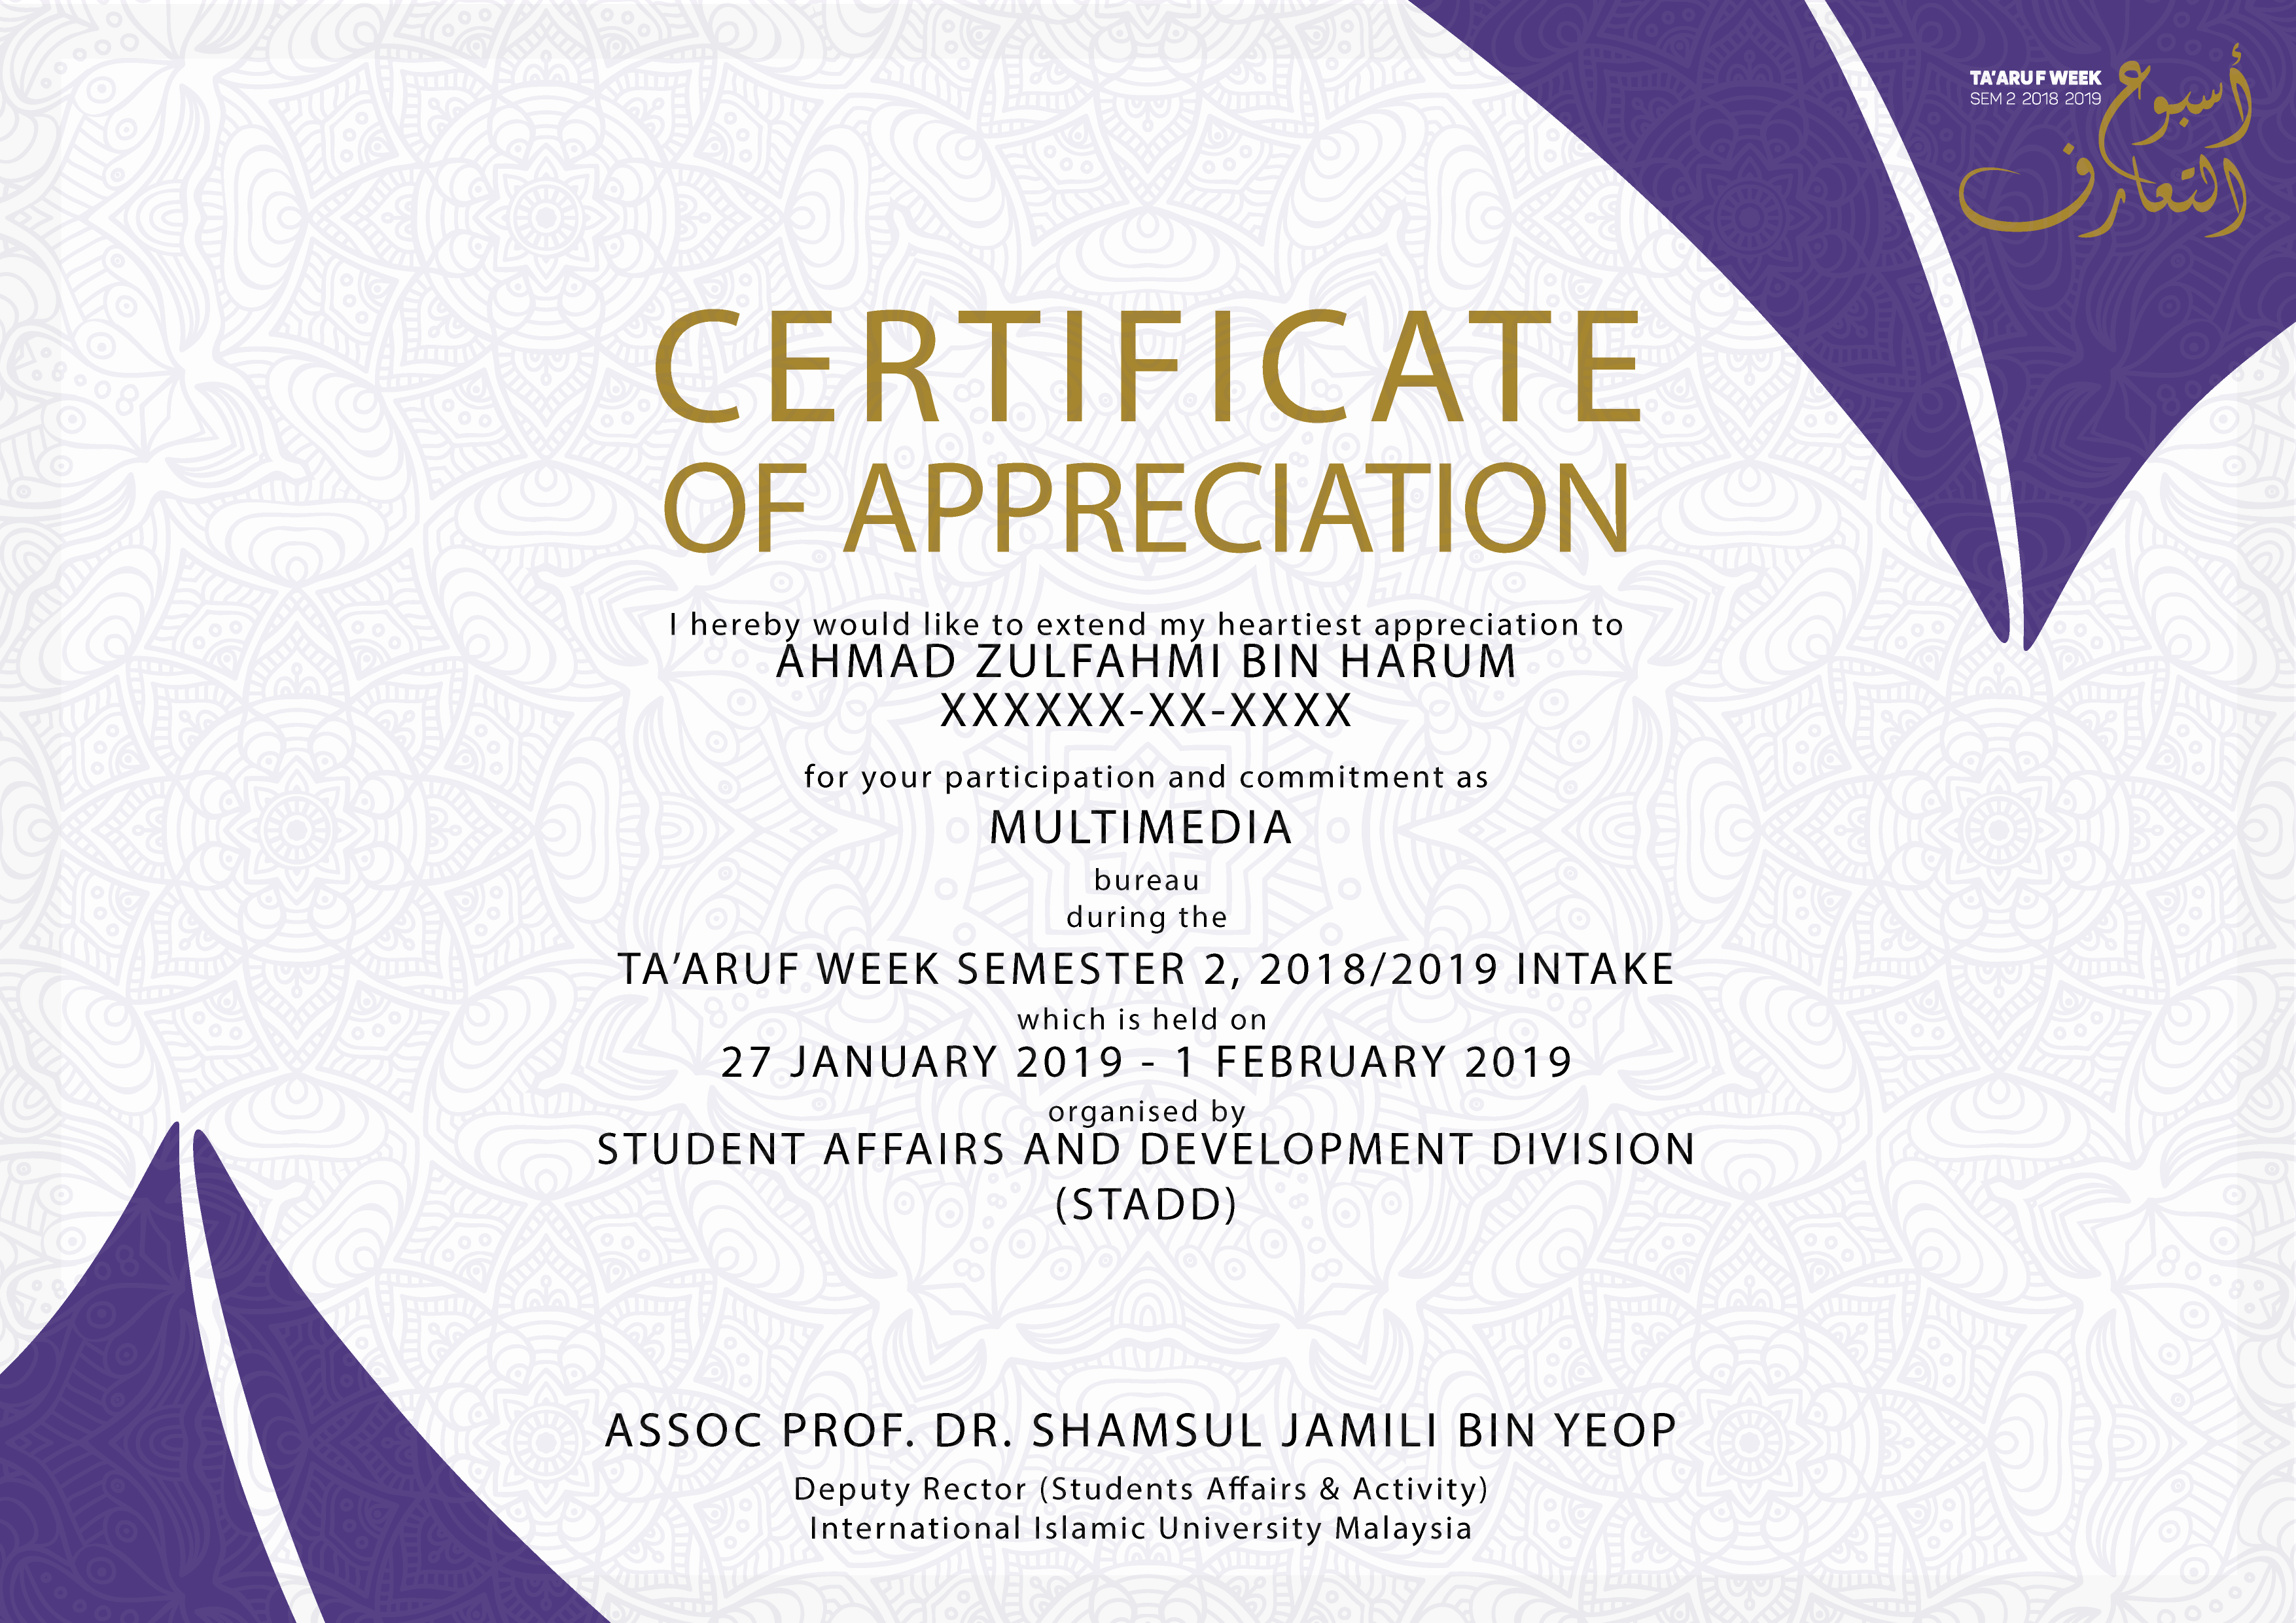 TA'ARUF WEEK
SEM 2 2018 2019
أسبوع
التعارف
CERTIFICATE
OF APPRECIATION
I hereby would like to extend my heartiest appreciation to
AHMAD ZULFAHMI BIN HARUM
XXXXXX-XX-XXXX
for your participation and commitment as
MULTIMEDIA
bureau
during the
TA’ARUF WEEK SEMESTER 2, 2018/2019 INTAKE
which is held on
27 JANUARY 2019 - 1 FEBRUARY 2019
organised by
STUDENT AFFAIRS AND DEVELOPMENT DIVISION
(STADD)
ASSOC PROF. DR. SHAMSUL JAMILI BIN YEOP
Deputy Rector (Students Affairs & Activity)
International Islamic University Malaysia